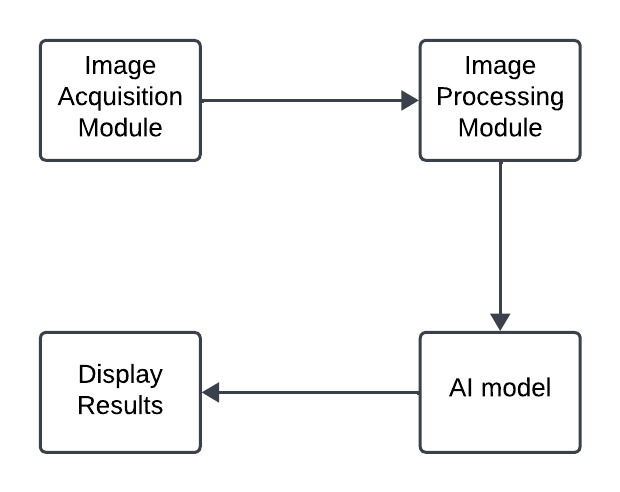 Image
Acquisition
Module
Image
Processing
Module
Display
Results
AI model